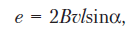 e = 2Bvlsinα,